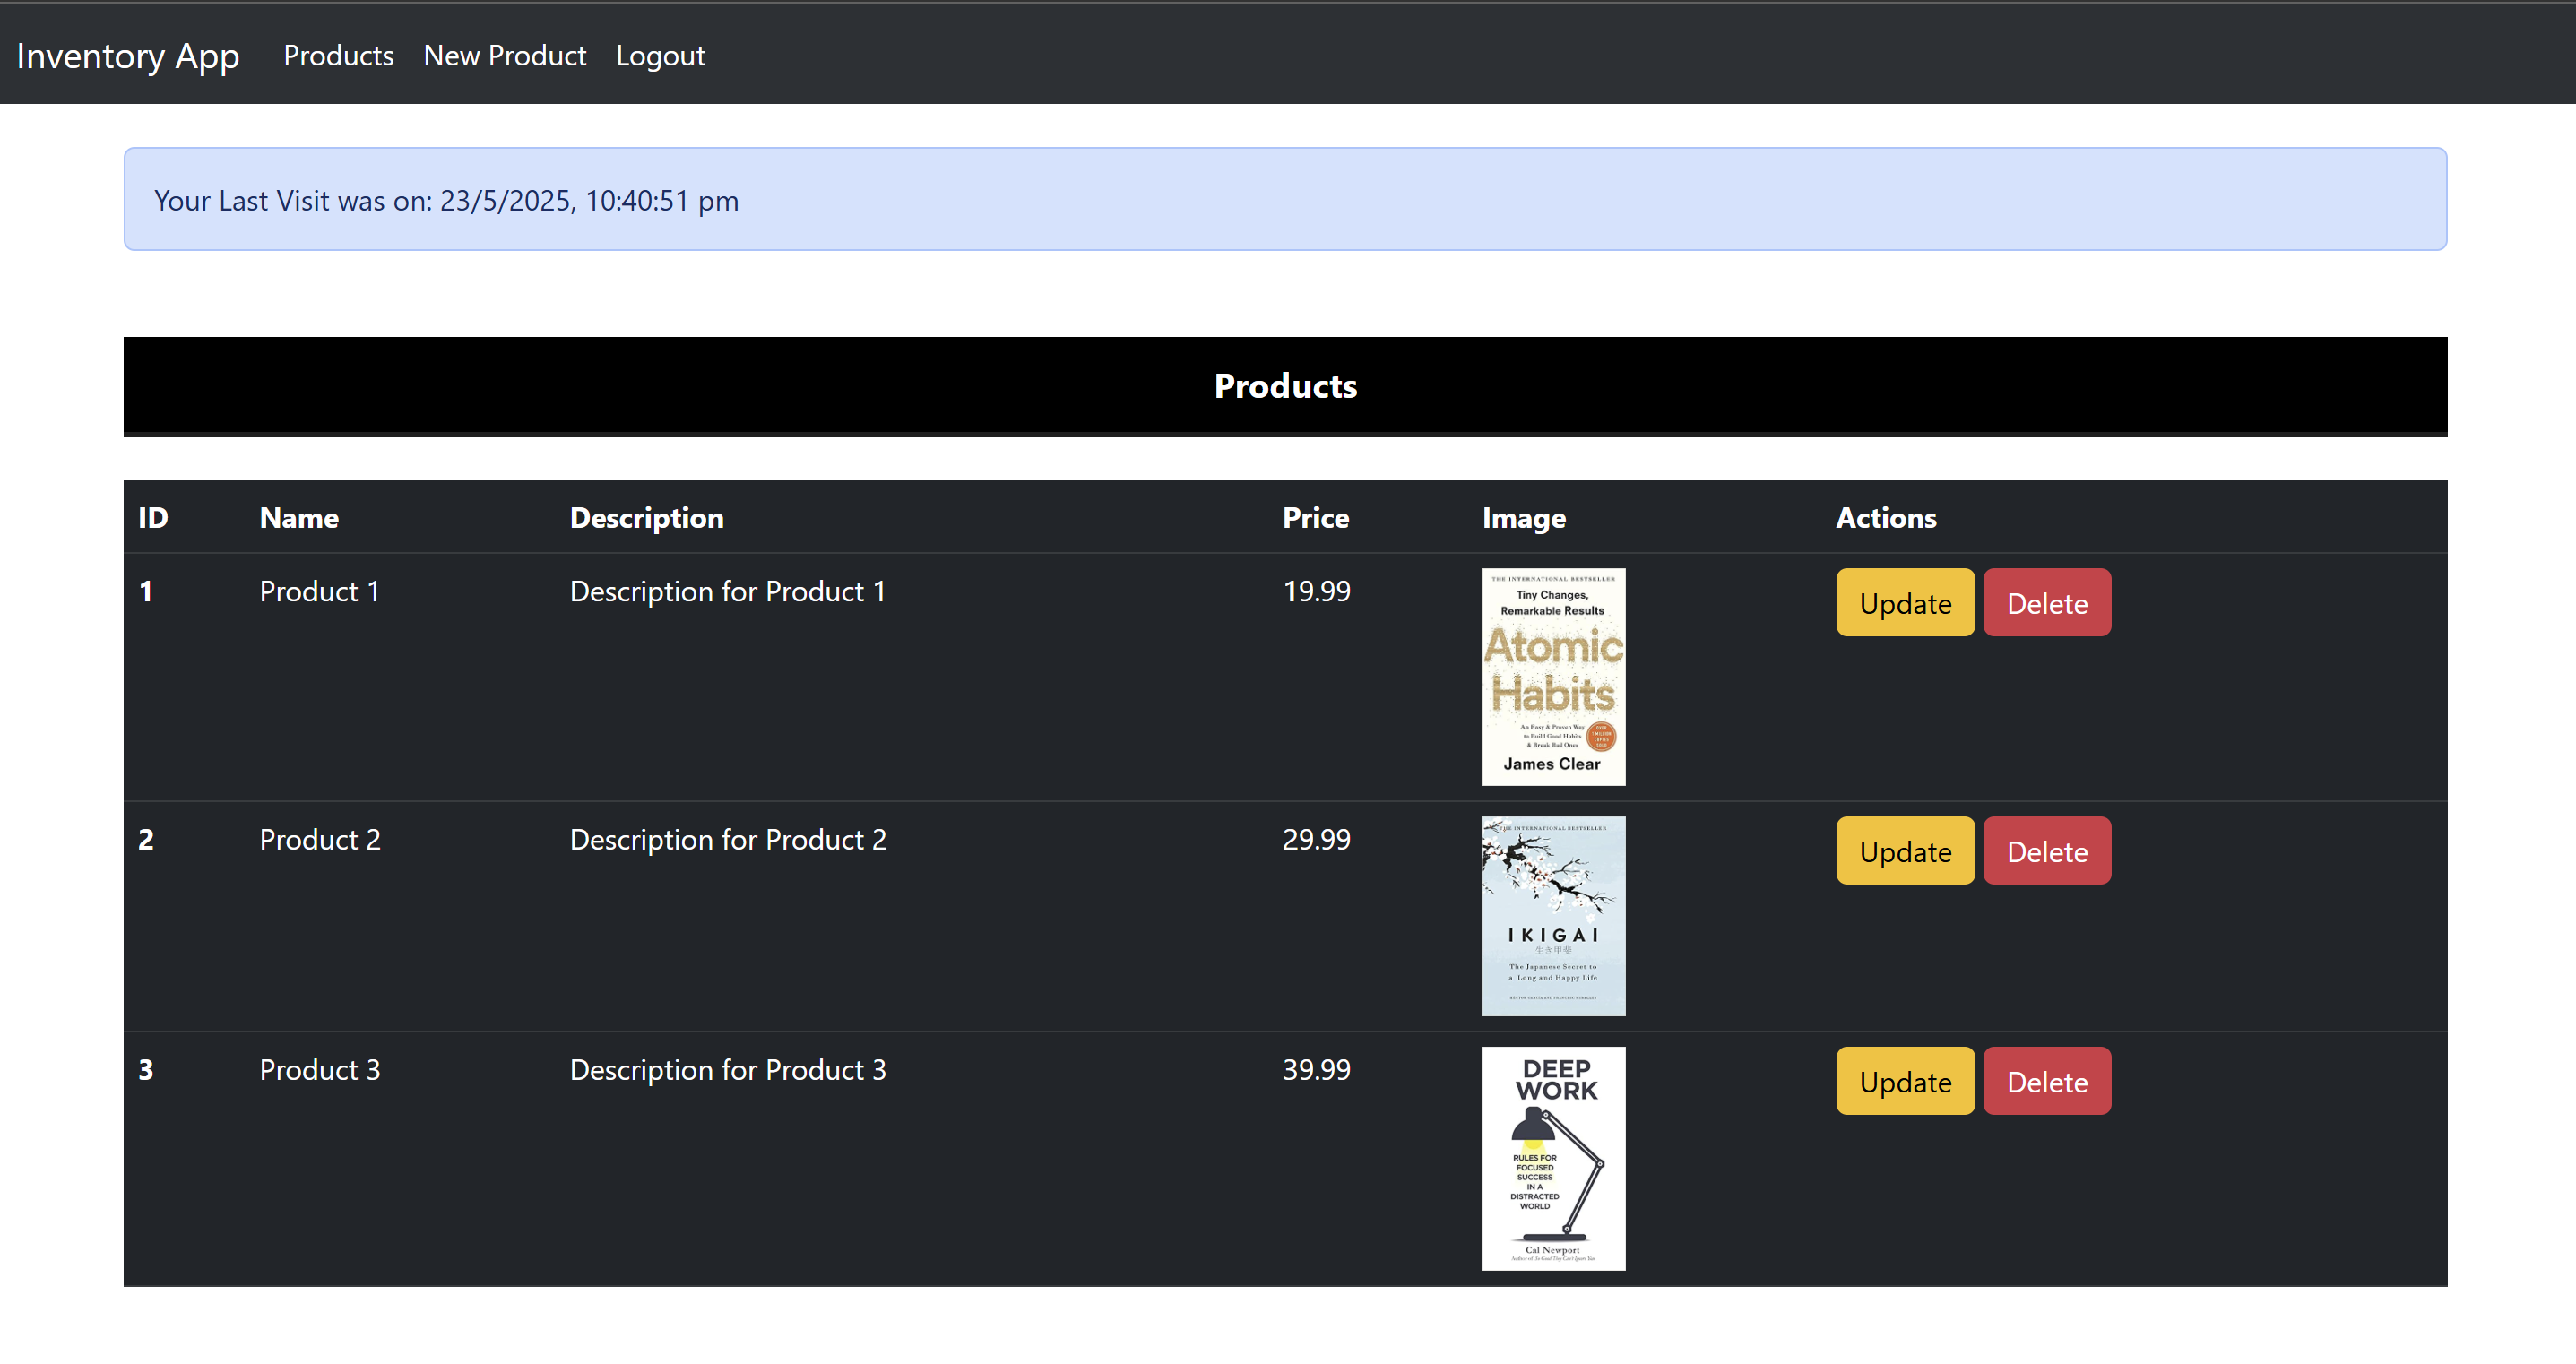 Inventory App Products New Product Logout
Your Last Visit was on: 23/5/2025, 10:40:51 pm
Products
ID Name Description Price Image Actions
1 Product 1 Description for Product 1 19.99 Update Delete
THE INTERNATIONAL BESTSELLER
Tiny Changes,
Remarkable Results
Atomic
Habits
An Easy & Proven Way
to Build Good Habits
& Break Bad Ones
OVER
1 MILLION
COPIES
SOLD
James Clear
2 Product 2 Description for Product 2 29.99 Update Delete
THE INTERNATIONAL BESTSELLER
IKIGAI
生き甲斐
The Japanese Secret to
a Long and Happy Life
3 Product 3 Description for Product 3 39.99 Update Delete
DEEP
WORK
RULES FOR
FOCUSED
SUCCESS
IN A
DISTRACTED
WORLD
Cal Newport